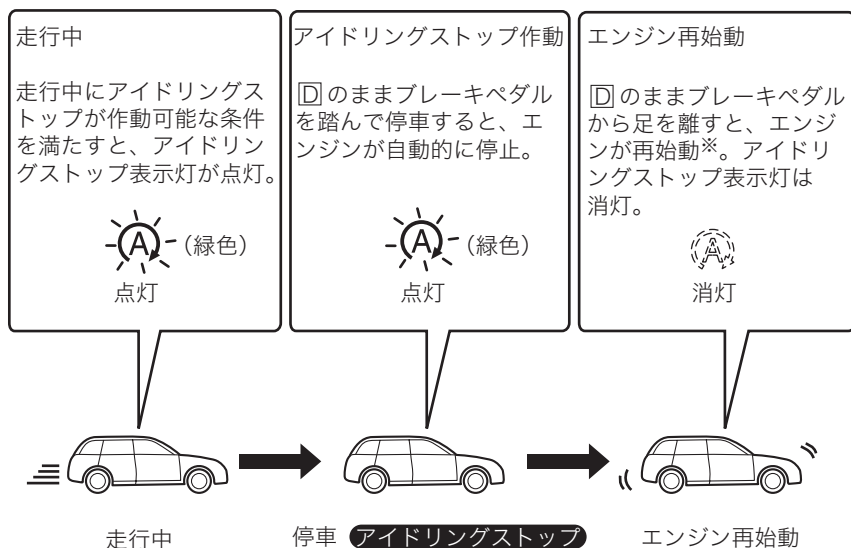 走行中
走行中にアイドリングス
トップが作動可能な条件
を満たすと、アイドリン
グストップ表示灯が点灯。
A (緑色)
点灯
アイドリングストップ作動
Dのままブレーキペダル
を踏んで停車すると、エ
ンジンが自動的に停止。
A (緑色)
点灯
エンジン再始動
Dのままブレーキペダル
から足を離すと、エンジ
ンが再始動※。アイドリ
ングストップ表示灯は
消灯。
A
消灯
走行中
停車 アイドリングストップ
エンジン再始動